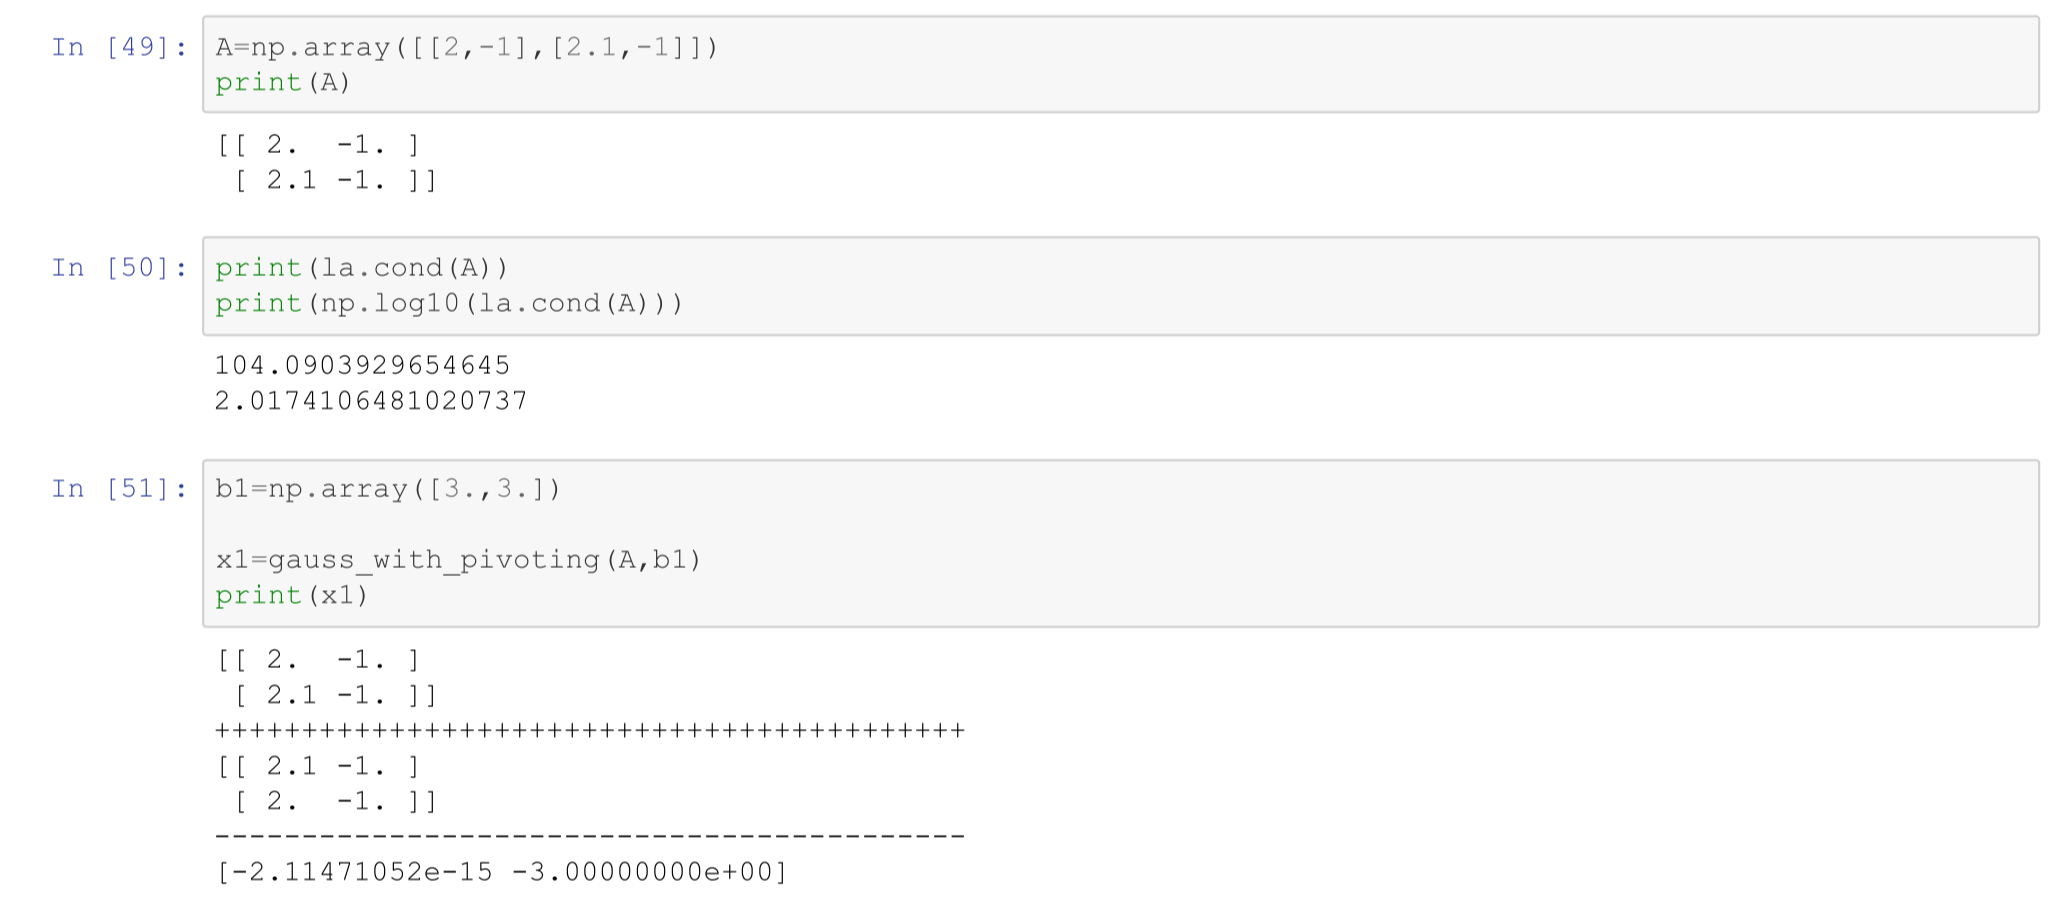 In [49]: A=np.array([[2,-1],[2.1,-1]])
print(A)
[[ 2.  -1. ]
 [ 2.1 -1. ]]
In [50]: print(la.cond(A))
print(np.log10(la.cond(A)))
104.0903929654645
2.0174106481020737
In [51]: b1=np.array([3.,3.])
x1=gauss_with_pivoting(A,b1)
print(x1)
[[ 2.  -1. ]
 [ 2.1 -1. ]]
+++++++++++++++++++++++++++++++++++++++++++
[[ 2.1 -1. ]
 [ 2.  -1. ]]
-------------------------------------------
[-2.11471052e-15 -3.00000000e+00]